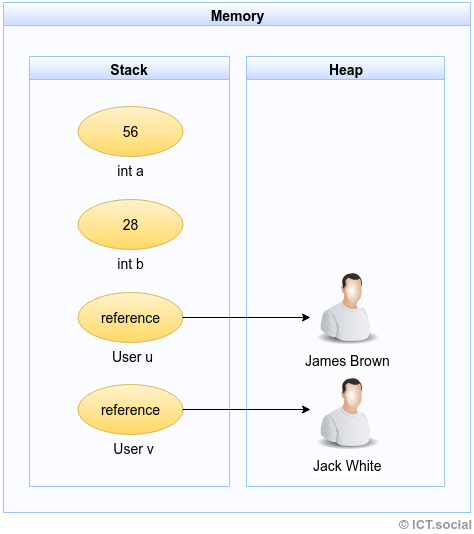 Memory
Stack
Heap
56
int a
28
int b
reference
User u
James Brown
reference
User v
Jack White
© ICT.social